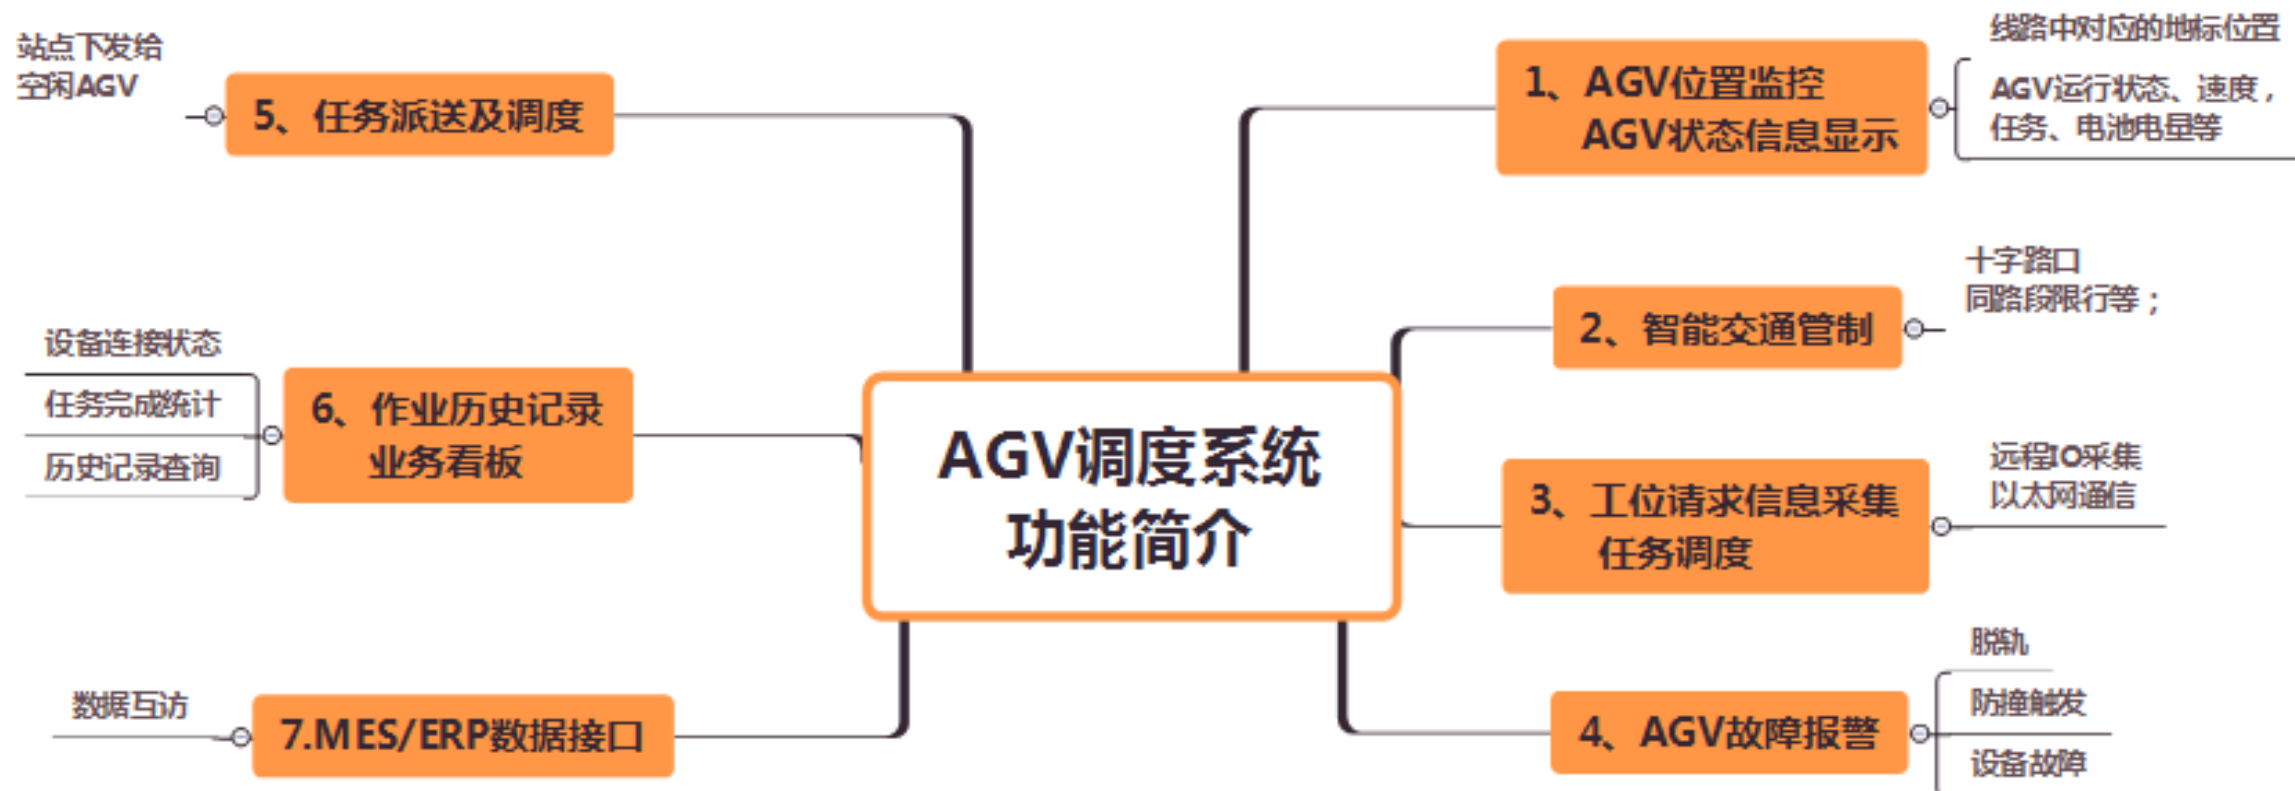 AGV调度系统
功能简介
1、AGV位置监控
AGV状态信息显示
线路中对应的地标位置
AGV运行状态、速度，
任务、电池电量等
2、智能交通管制
十字路口
同路段限行等；
3、工位请求信息采集
任务调度
远程IO采集
以太网通信
4、AGV故障报警
脱轨
防撞触发
设备故障
5、任务派送及调度
站点下发给
空闲AGV
6、作业历史记录
业务看板
设备连接状态
任务完成统计
历史记录查询
7.MES/ERP数据接口
数据互访